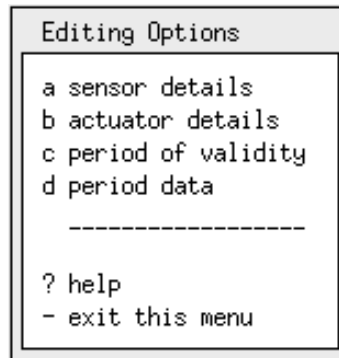 Editing Options
a sensor details
b actuator details
c period of validity
d period data
------------------
? help
- exit this menu